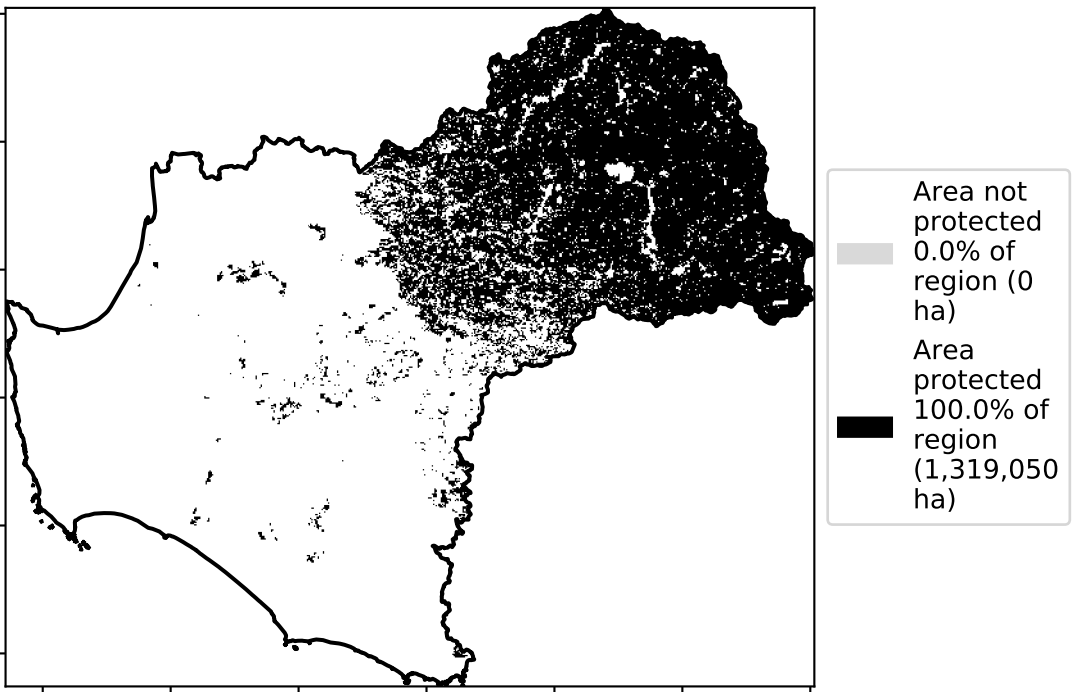 Area not
protected
0.0% of
region (0
ha)
Area
protected
100.0% of
region
(1,319,050
ha)